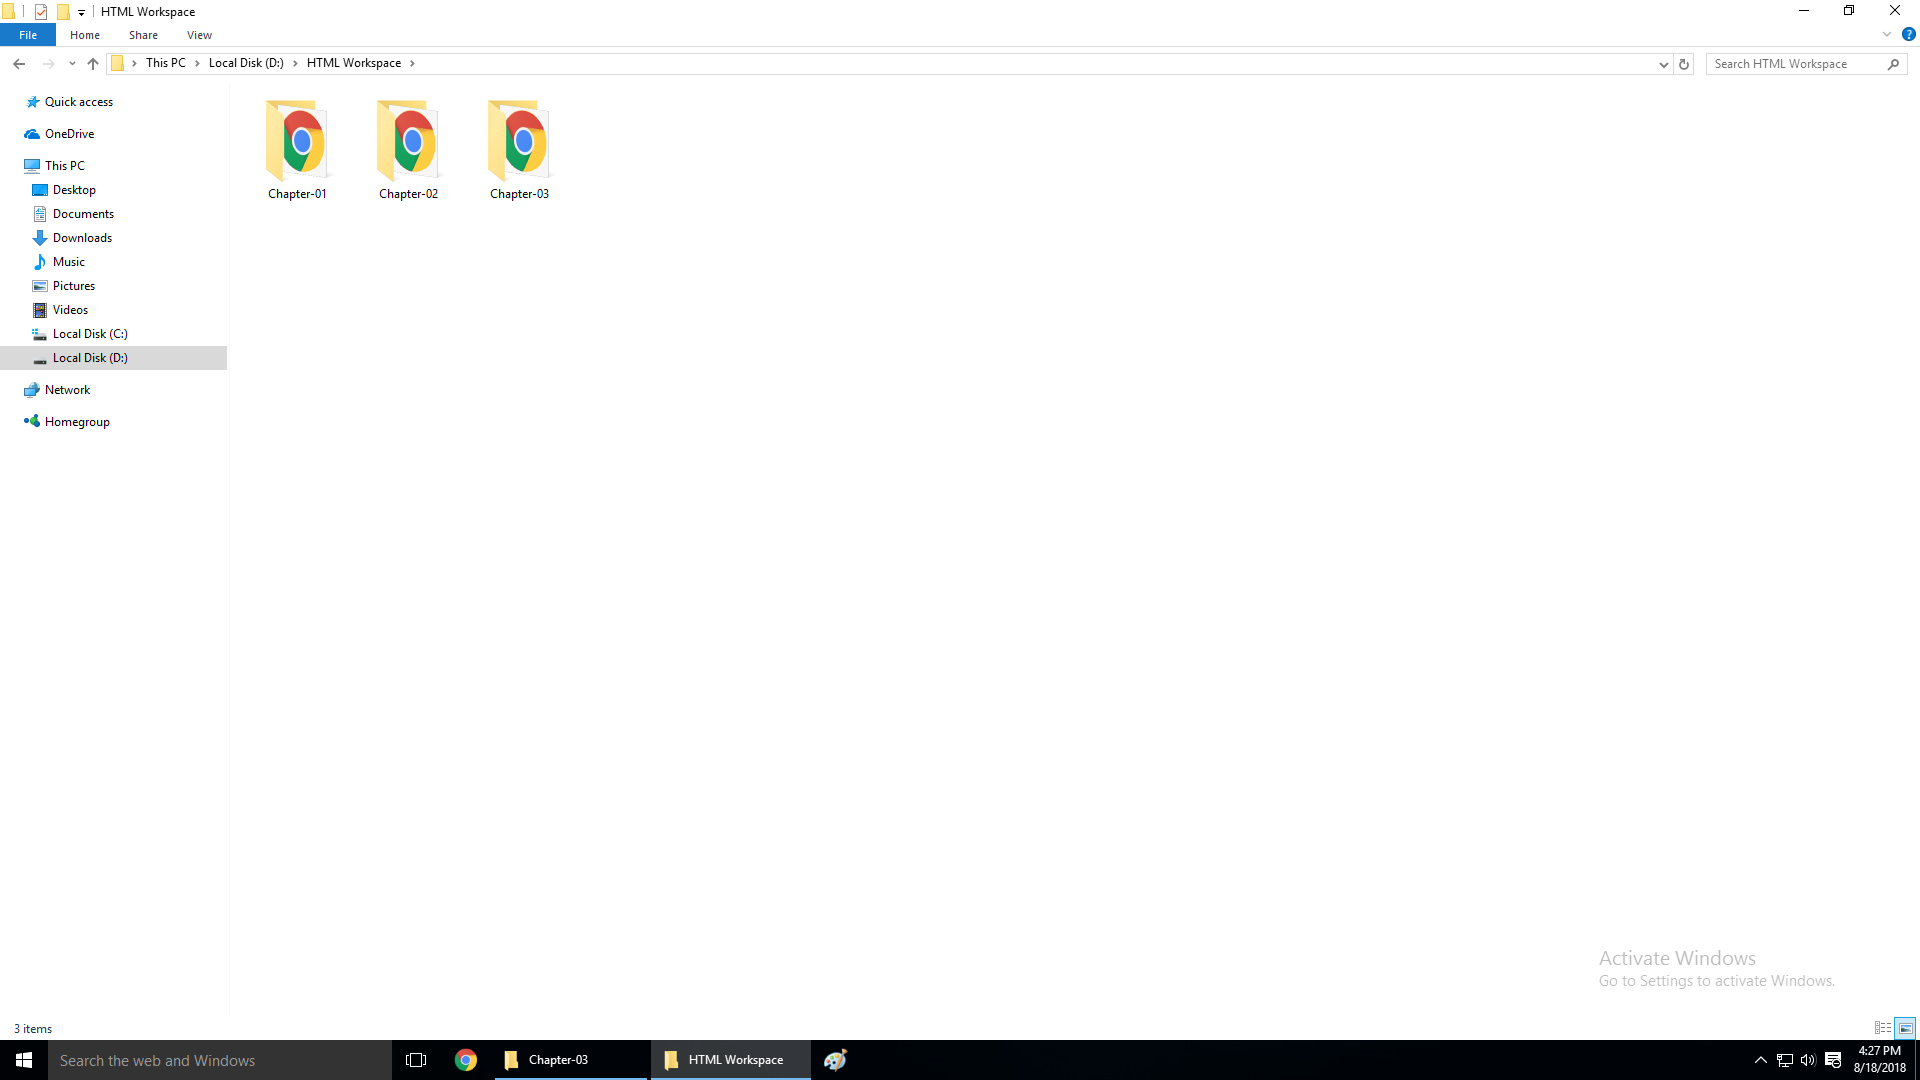 HTML Workspace
File Home Share View
This PC Local Disk (D:) HTML Workspace
Search HTML Workspace
Quick access
OneDrive
This PC
Desktop
Documents
Downloads
Music
Pictures
Videos
Local Disk (C:)
Local Disk (D:)
Network
Homegroup
Chapter-01 Chapter-02 Chapter-03
Activate Windows
Go to Settings to activate Windows.
3 items
Search the web and Windows
Chapter-03
HTML Workspace
4:27 PM
8/18/2018